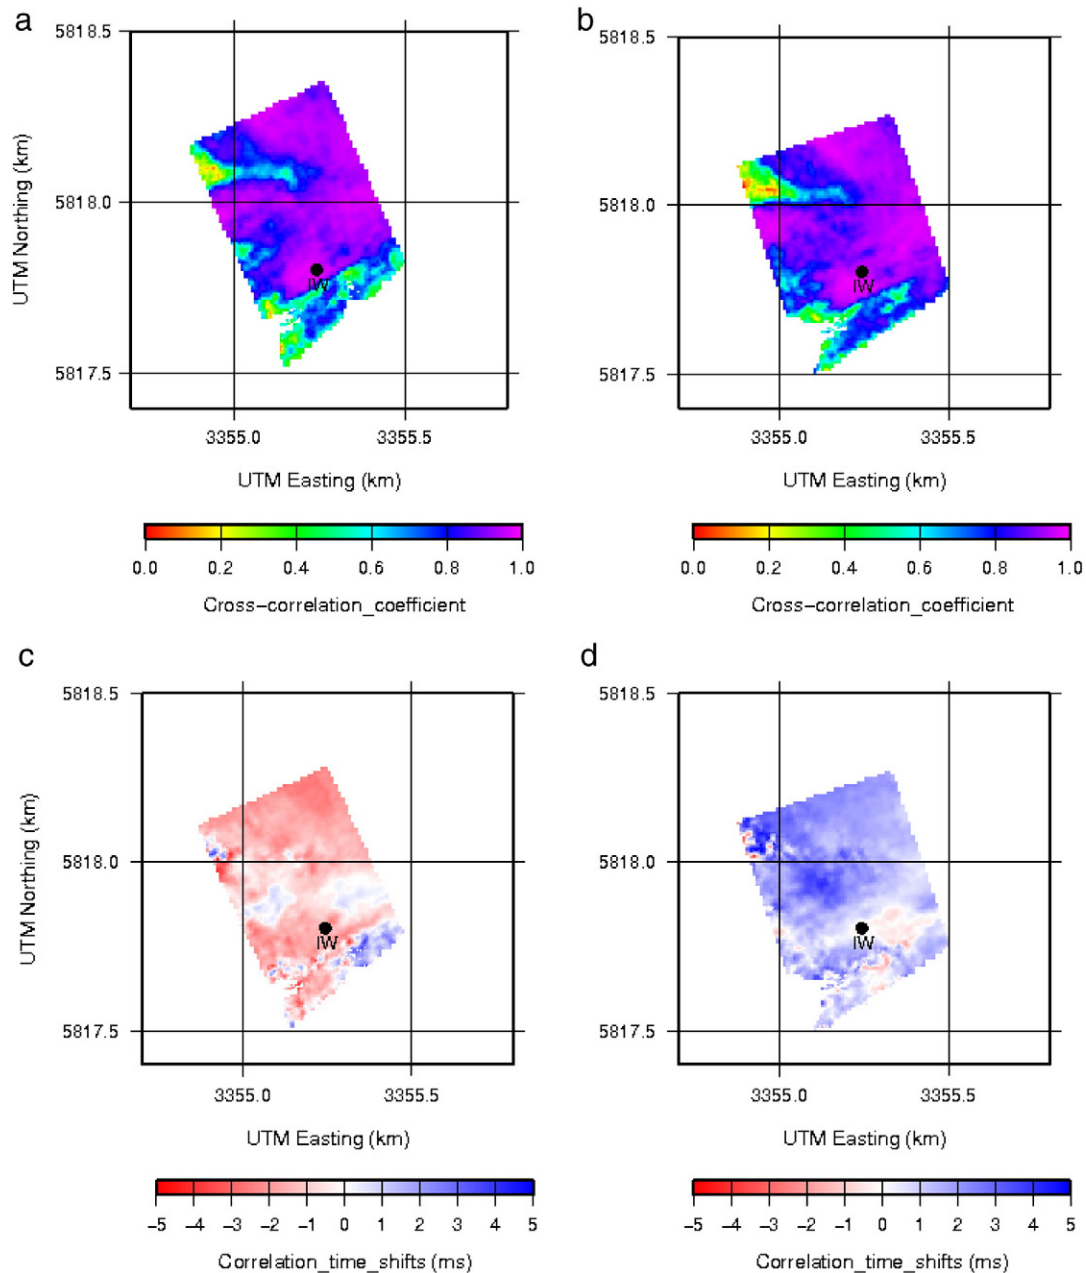 a
b
5818.5
5818.5
UTM Northing (km)
5818.0
5818.0
IW
IW
5817.5
5817.5
3355.0
3355.5
3355.0
3355.5
UTM Easting (km)
UTM Easting (km)
0.0 0.2 0.4 0.6 0.8 1.0
0.0 0.2 0.4 0.6 0.8 1.0
Cross-correlation_coefficient
Cross-correlation_coefficient
c
d
5818.5
5818.5
UTM Northing (km)
5818.0
5818.0
UTM Northing (km)
IW
IW
5817.5
5817.5
3355.0
3355.5
3355.0
3355.5
UTM Easting (km)
UTM Easting (km)
-5 -4 -3 -2 -1 0 1 2 3 4 5
-5 -4 -3 -2 -1 0 1 2 3 4 5
Correlation_time_shifts (ms)
Correlation_time_shifts (ms)